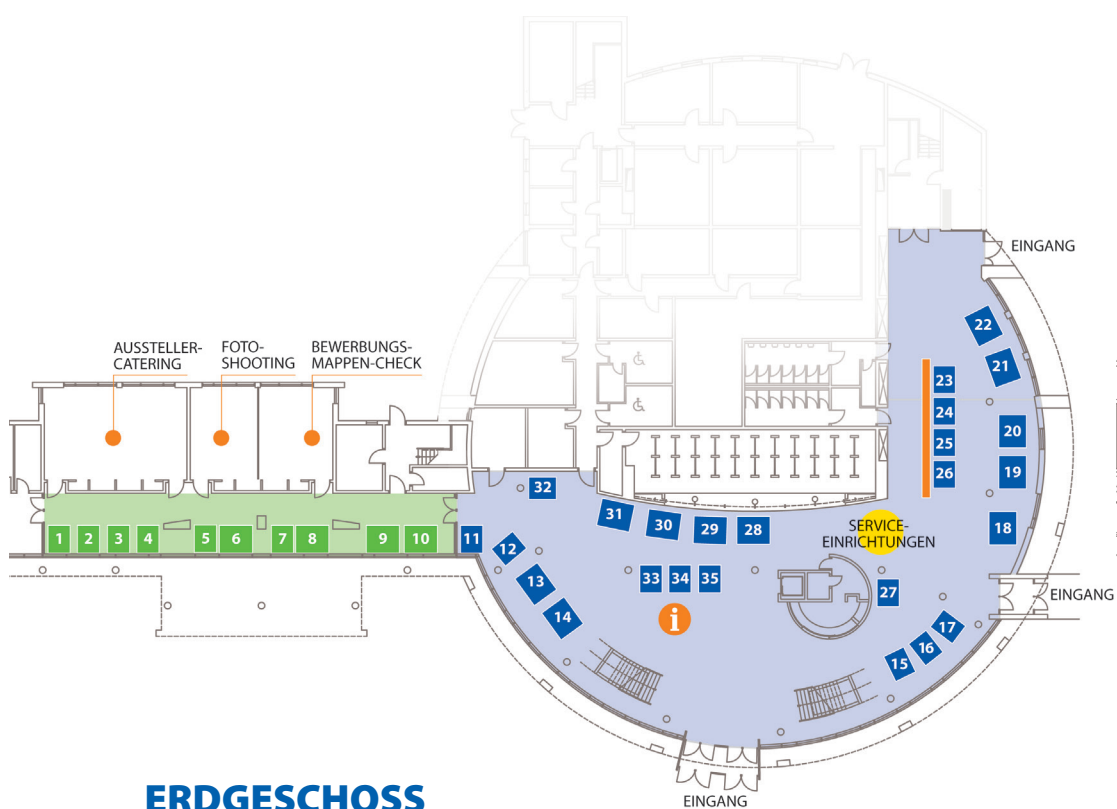 EINGANG
22
21
AUSSTELLER-
CATERING
FOTO-
SHOOTING
BEWERBUNGS-
MAPPEN-CHECK
23
24
25
26
20
19
18
32
31
30
29
28
SERVICE-
EINRICHTUNGEN
1
2
3
4
5
6
7
8
9
10
11
12
13
14
33
34
35
i
27
EINGANG
17
16
15
EINGANG
ERDGESCHOSS